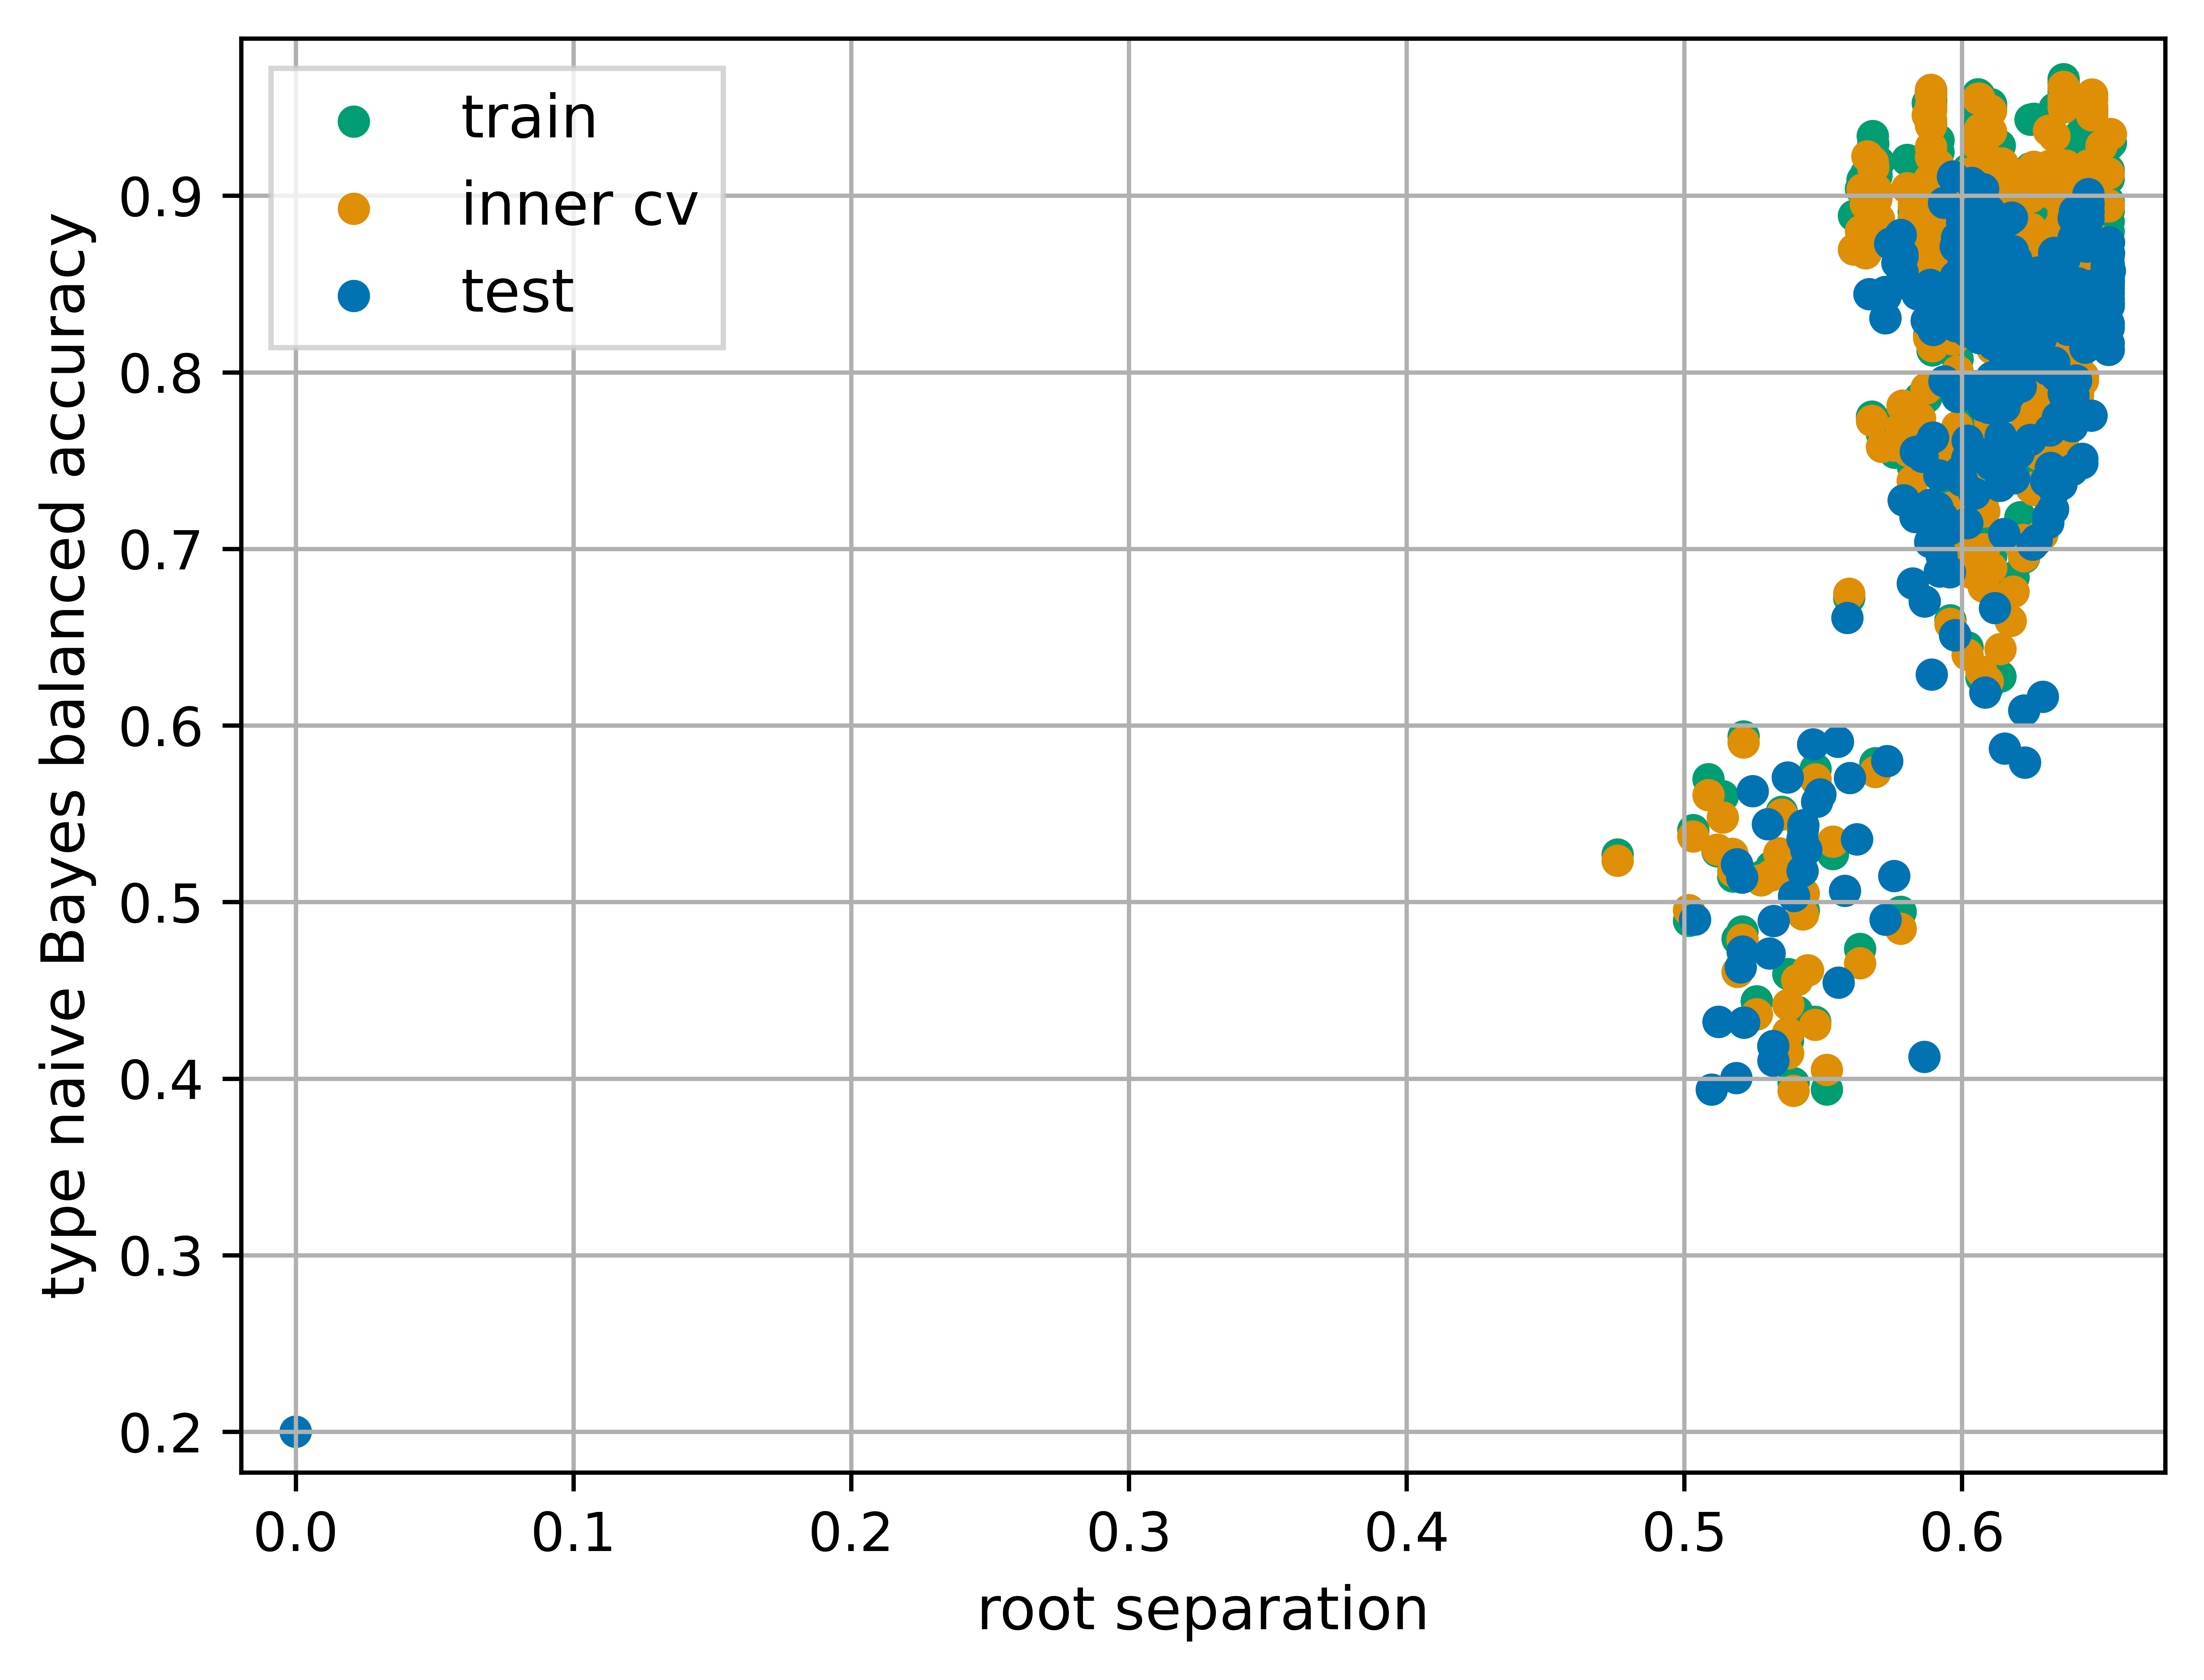 train
inner cv
test
type naive Bayes balanced accuracy
0.9
0.8
0.7
0.6
0.5
0.4
0.3
0.2
0.0 0.1 0.2 0.3 0.4 0.5 0.6
root separation